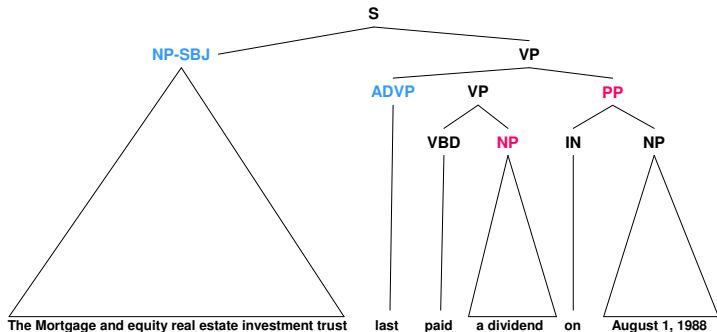 S
NP-SBJ VP
ADVP VP PP
VBD NP IN NP
The Mortgage and equity real estate investment trust last paid a dividend on August 1, 1988